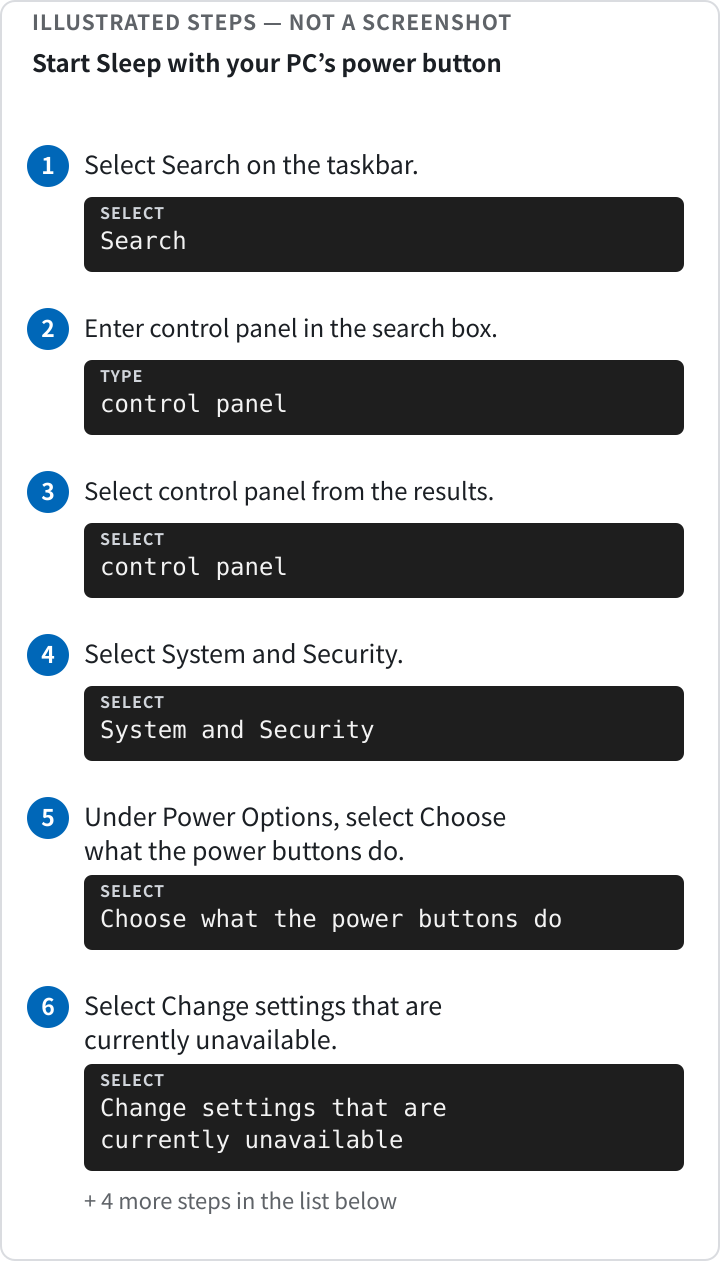 ILLUSTRATED STEPS — NOT A SCREENSHOT
Start Sleep with your PC’s power button
1 Select Search on the taskbar.
SELECT
Search
2 Enter control panel in the search box.
TYPE
control panel
3 Select control panel from the results.
SELECT
control panel
4 Select System and Security.
SELECT
System and Security
5 Under Power Options, select Choose
what the power buttons do.
SELECT
Choose what the power buttons do
6 Select Change settings that are
currently unavailable.
SELECT
Change settings that are
currently unavailable
+ 4 more steps in the list below